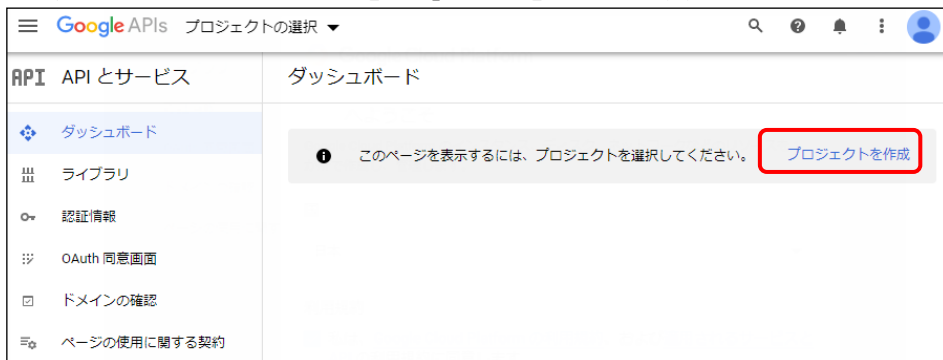 Google APIs プロジェクトの選択
API API とサービス
ダッシュボード
ダッシュボード
ライブラリ
認証情報
OAuth 同意画面
ドメインの確認
ページの使用に関する契約
このページを表示するには、プロジェクトを選択してください。 プロジェクトを作成